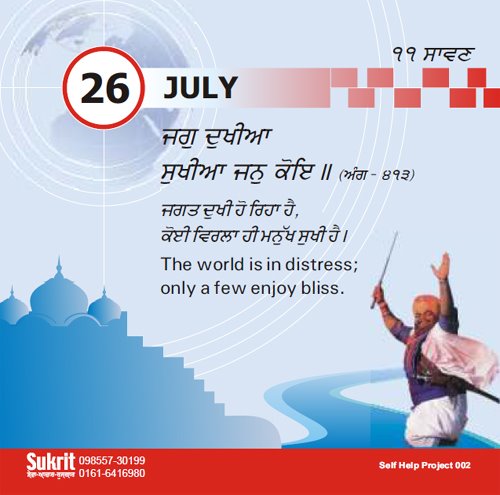 ੧੧ ਸਾਵਣ
26 JULY
ਜਗੁ ਦੁਖੀਆ
ਸੁਖੀਆ ਜਨੁ ਕੋਇ ॥ (ਅੰਗ - ੪੧੩)
ਜਗਤ ਦੁਖੀ ਹੋ ਰਿਹਾ ਹੈ,
ਕੋਈ ਵਿਰਲਾ ਹੀ ਮਨੁੱਖ ਸੁਖੀ ਹੈ।
The world is in distress;
only a few enjoy bliss.
Sukrit 098557-30199
0161-6416980
Self Help Project 002